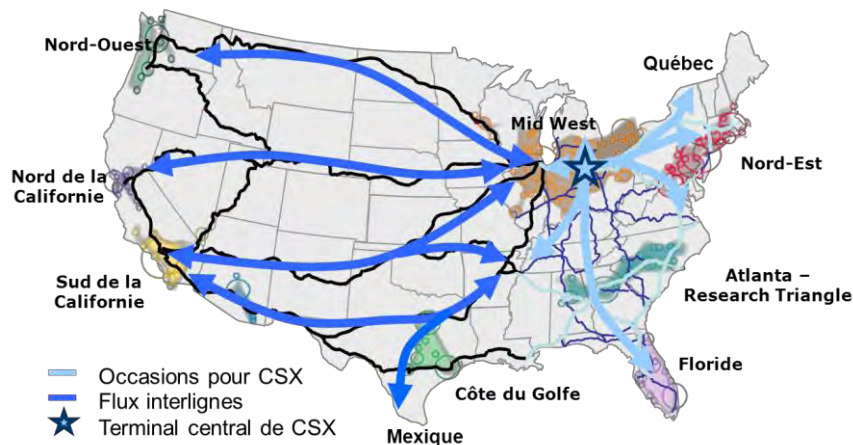 Nord-Ouest
Québec
Mid West
Nord-Est
Nord de la
Californie
Sud de la
Californie
Atlanta –
Research Triangle
Floride
Côte du Golfe
Mexique
Occasions pour CSX
Flux interlignes
Terminal central de CSX